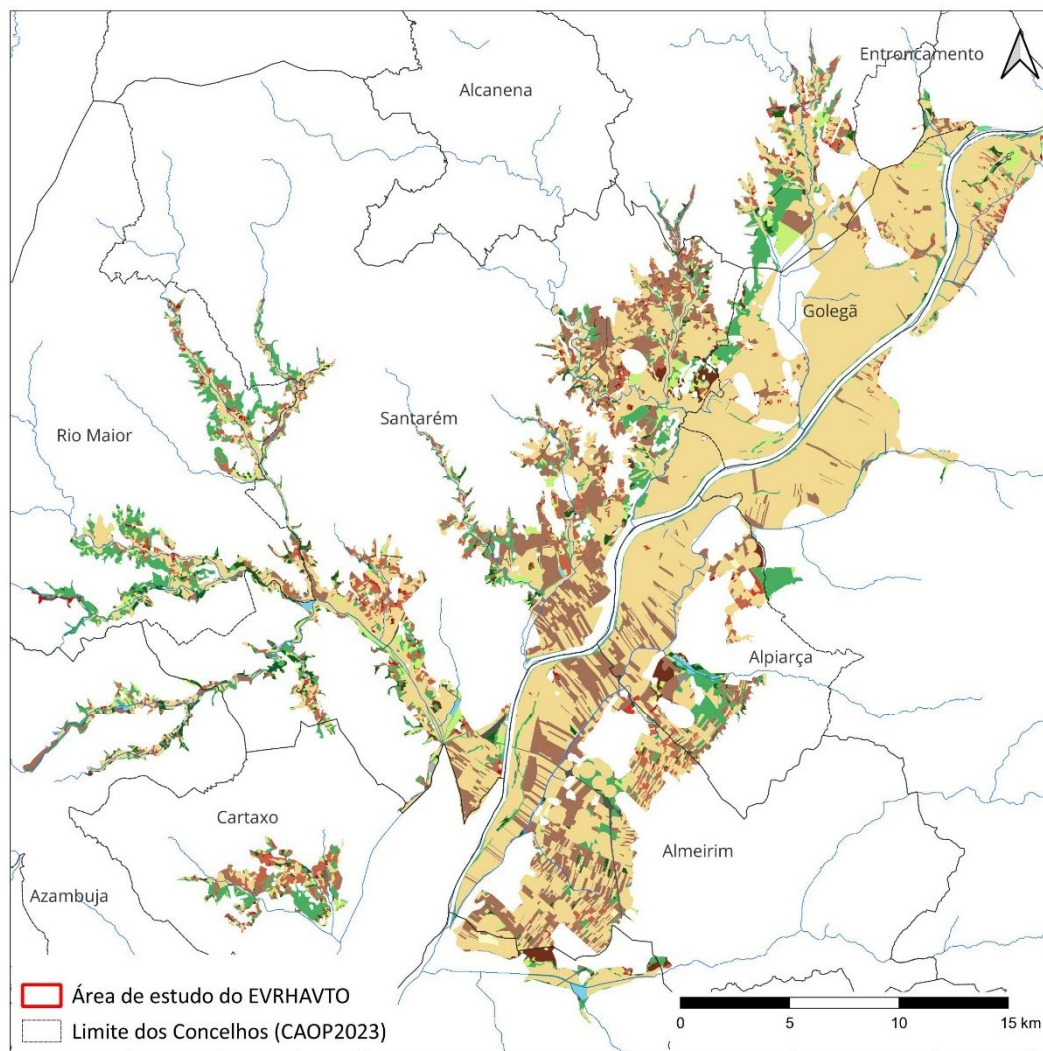 Entroncamento
Alcanena
Golegã
Santarém
Rio Maior
Alpiarça
Cartaxo
Almeirim
Azambuja
Área de estudo do EVRHAVTO
Limite dos Concelhos (CAOP2023)
0 5 10 15 km